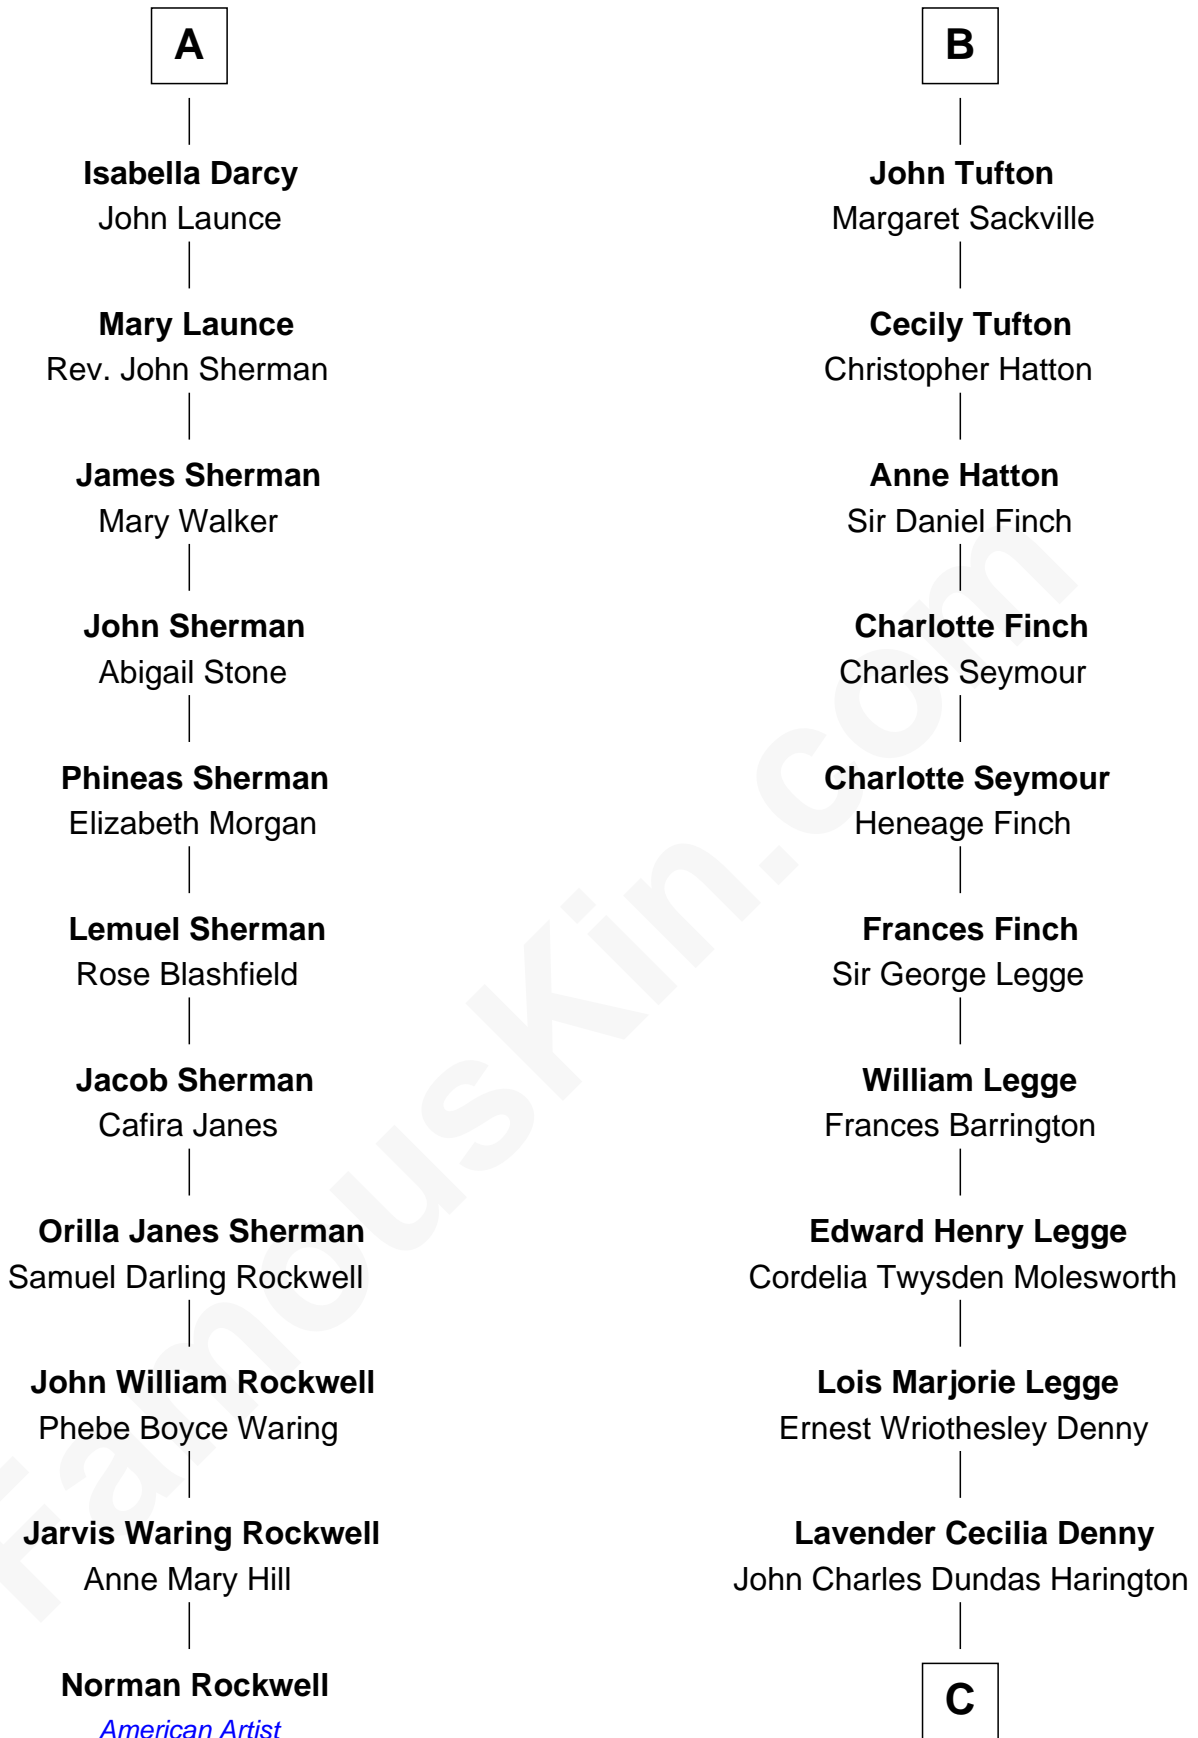 A
Isabella Darcy
John Launce
Mary Launce
Rev. John Sherman
James Sherman
Mary Walker
John Sherman
Abigail Stone
Phineas Sherman
Elizabeth Morgan
Lemuel Sherman
Rose Blashfield
Jacob Sherman
Cafira Janes
Orilla Janes Sherman
Samuel Darling Rockwell
John William Rockwell
Phebe Boyce Waring
Jarvis Waring Rockwell
Anne Mary Hill
Norman Rockwell
American Artist
B
John Tufton
Margaret Sackville
Cecily Tufton
Christopher Hatton
Anne Hatton
Sir Daniel Finch
Charlotte Finch
Charles Seymour
Charlotte Seymour
Heneage Finch
Frances Finch
Sir George Legge
William Legge
Frances Barrington
Edward Henry Legge
Cordelia Twysden Molesworth
Lois Marjorie Legge
Ernest Wriothesley Denny
Lavender Cecilia Denny
John Charles Dundas Harington
C
FamousKin.com